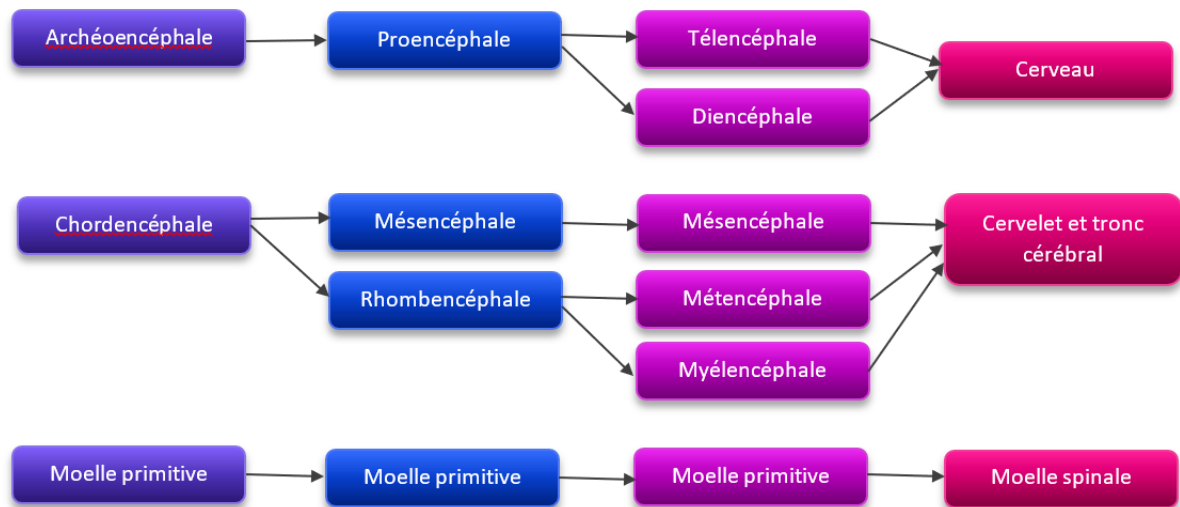 Archéoencéphale
Proencéphale
Télencéphale
Cerveau
Diencéphale
Chordencéphale
Mésencéphale
Mésencéphale
Cervelet et tronc
cérébral
Rhombencéphale
Métencéphale
Myélencéphale
Moelle primitive
Moelle primitive
Moelle primitive
Moelle spinale